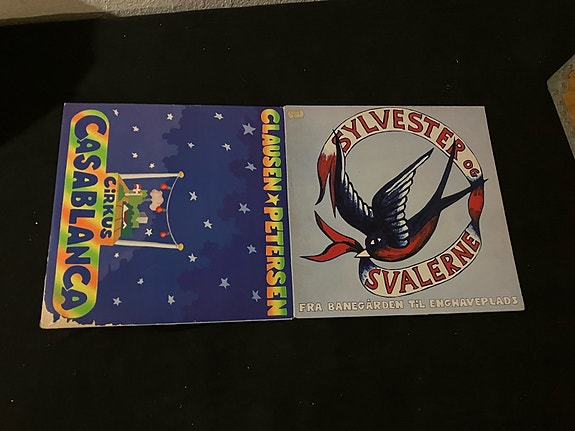 CLAUSEN★PETERSEN
CiRKUS
CASABLANCA
SYLVESTER OG
SVALERNE
FRA BANEGÅRDEN TiL ENGHAVEPLADS